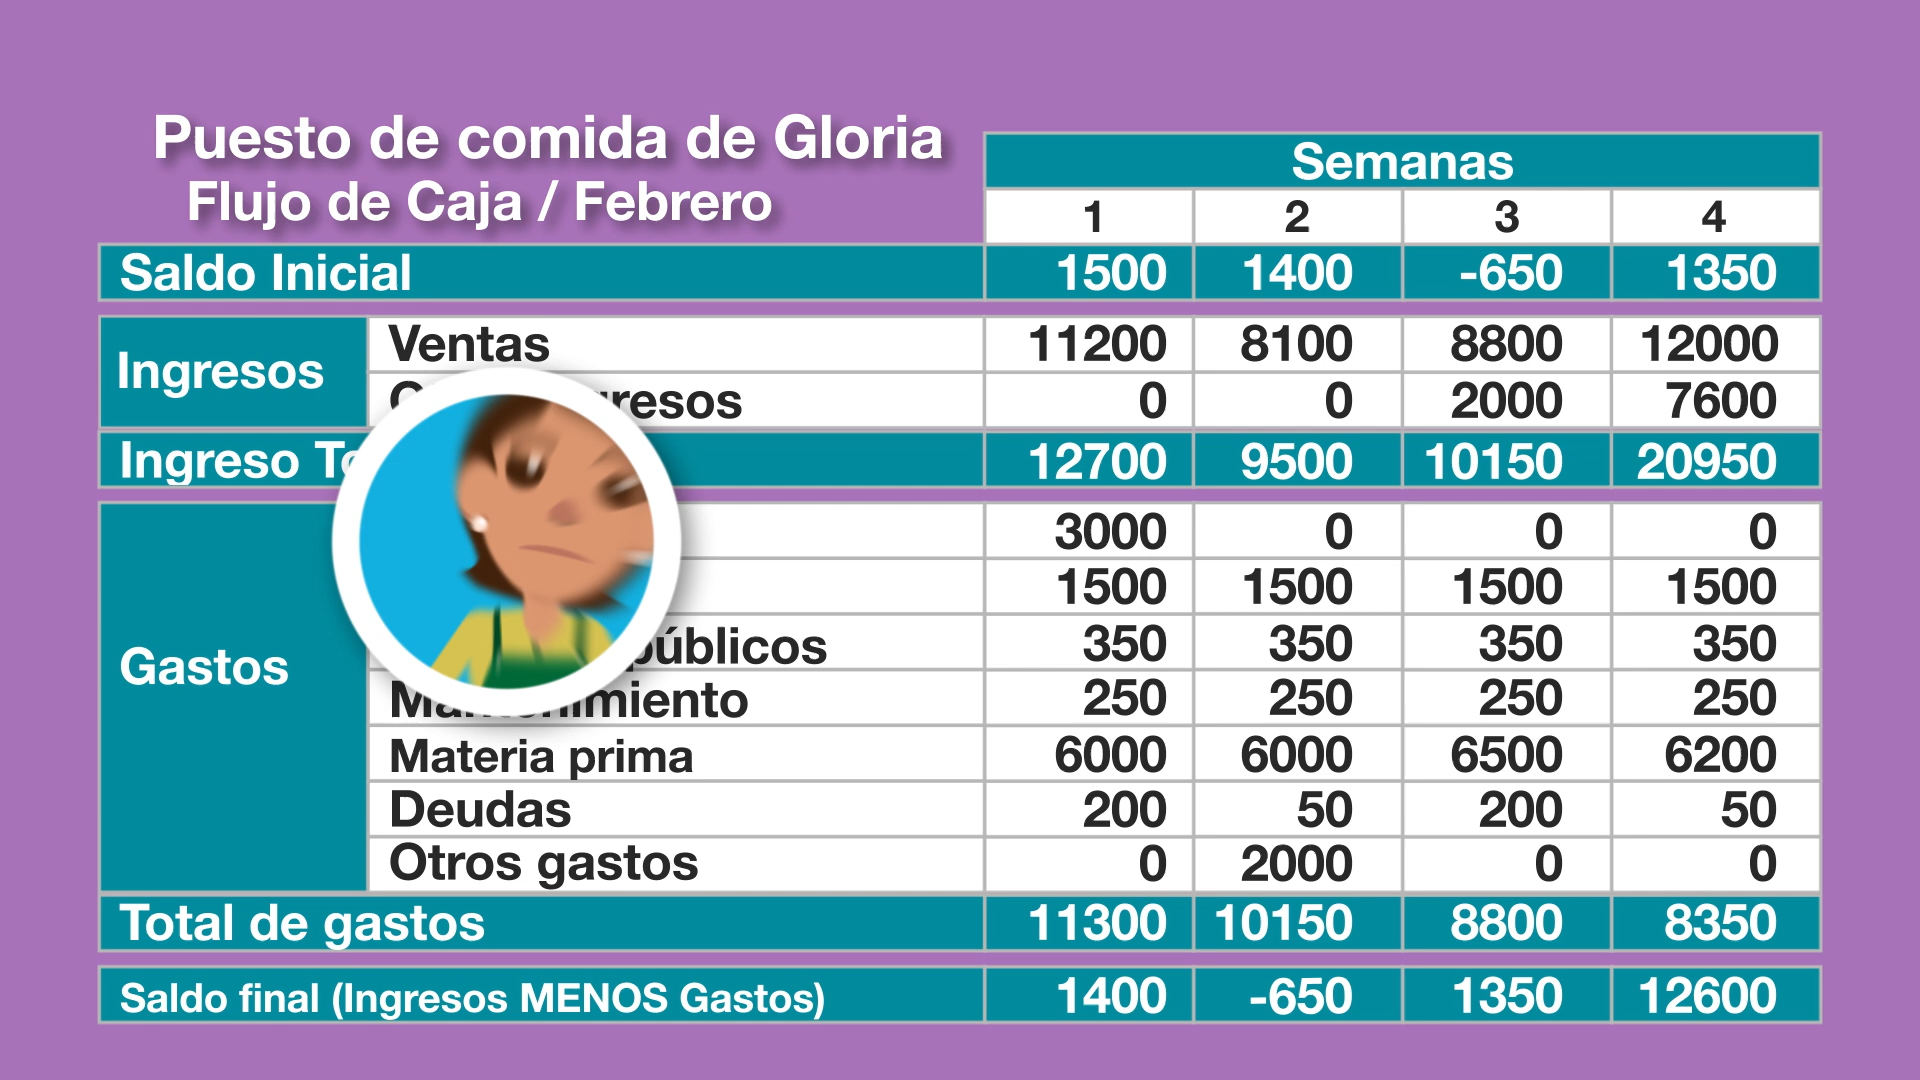 Puesto de comida de Gloria
Flujo de Caja / Febrero
Semanas
1 2 3 4
Saldo Inicial 1500 1400 -650 1350
Ingresos
Ventas 11200 8100 8800 12000
0 0 2000 7600
Ingreso 12700 9500 10150 20950
Gastos
3000 0 0 0
1500 1500 1500 1500
públicos 350 350 350 350
250 250 250 250
Materia prima 6000 6000 6500 6200
Deudas 200 50 200 50
Otros gastos 0 2000 0 0
Total de gastos 11300 10150 8800 8350
Saldo final (Ingresos MENOS Gastos) 1400 -650 1350 12600